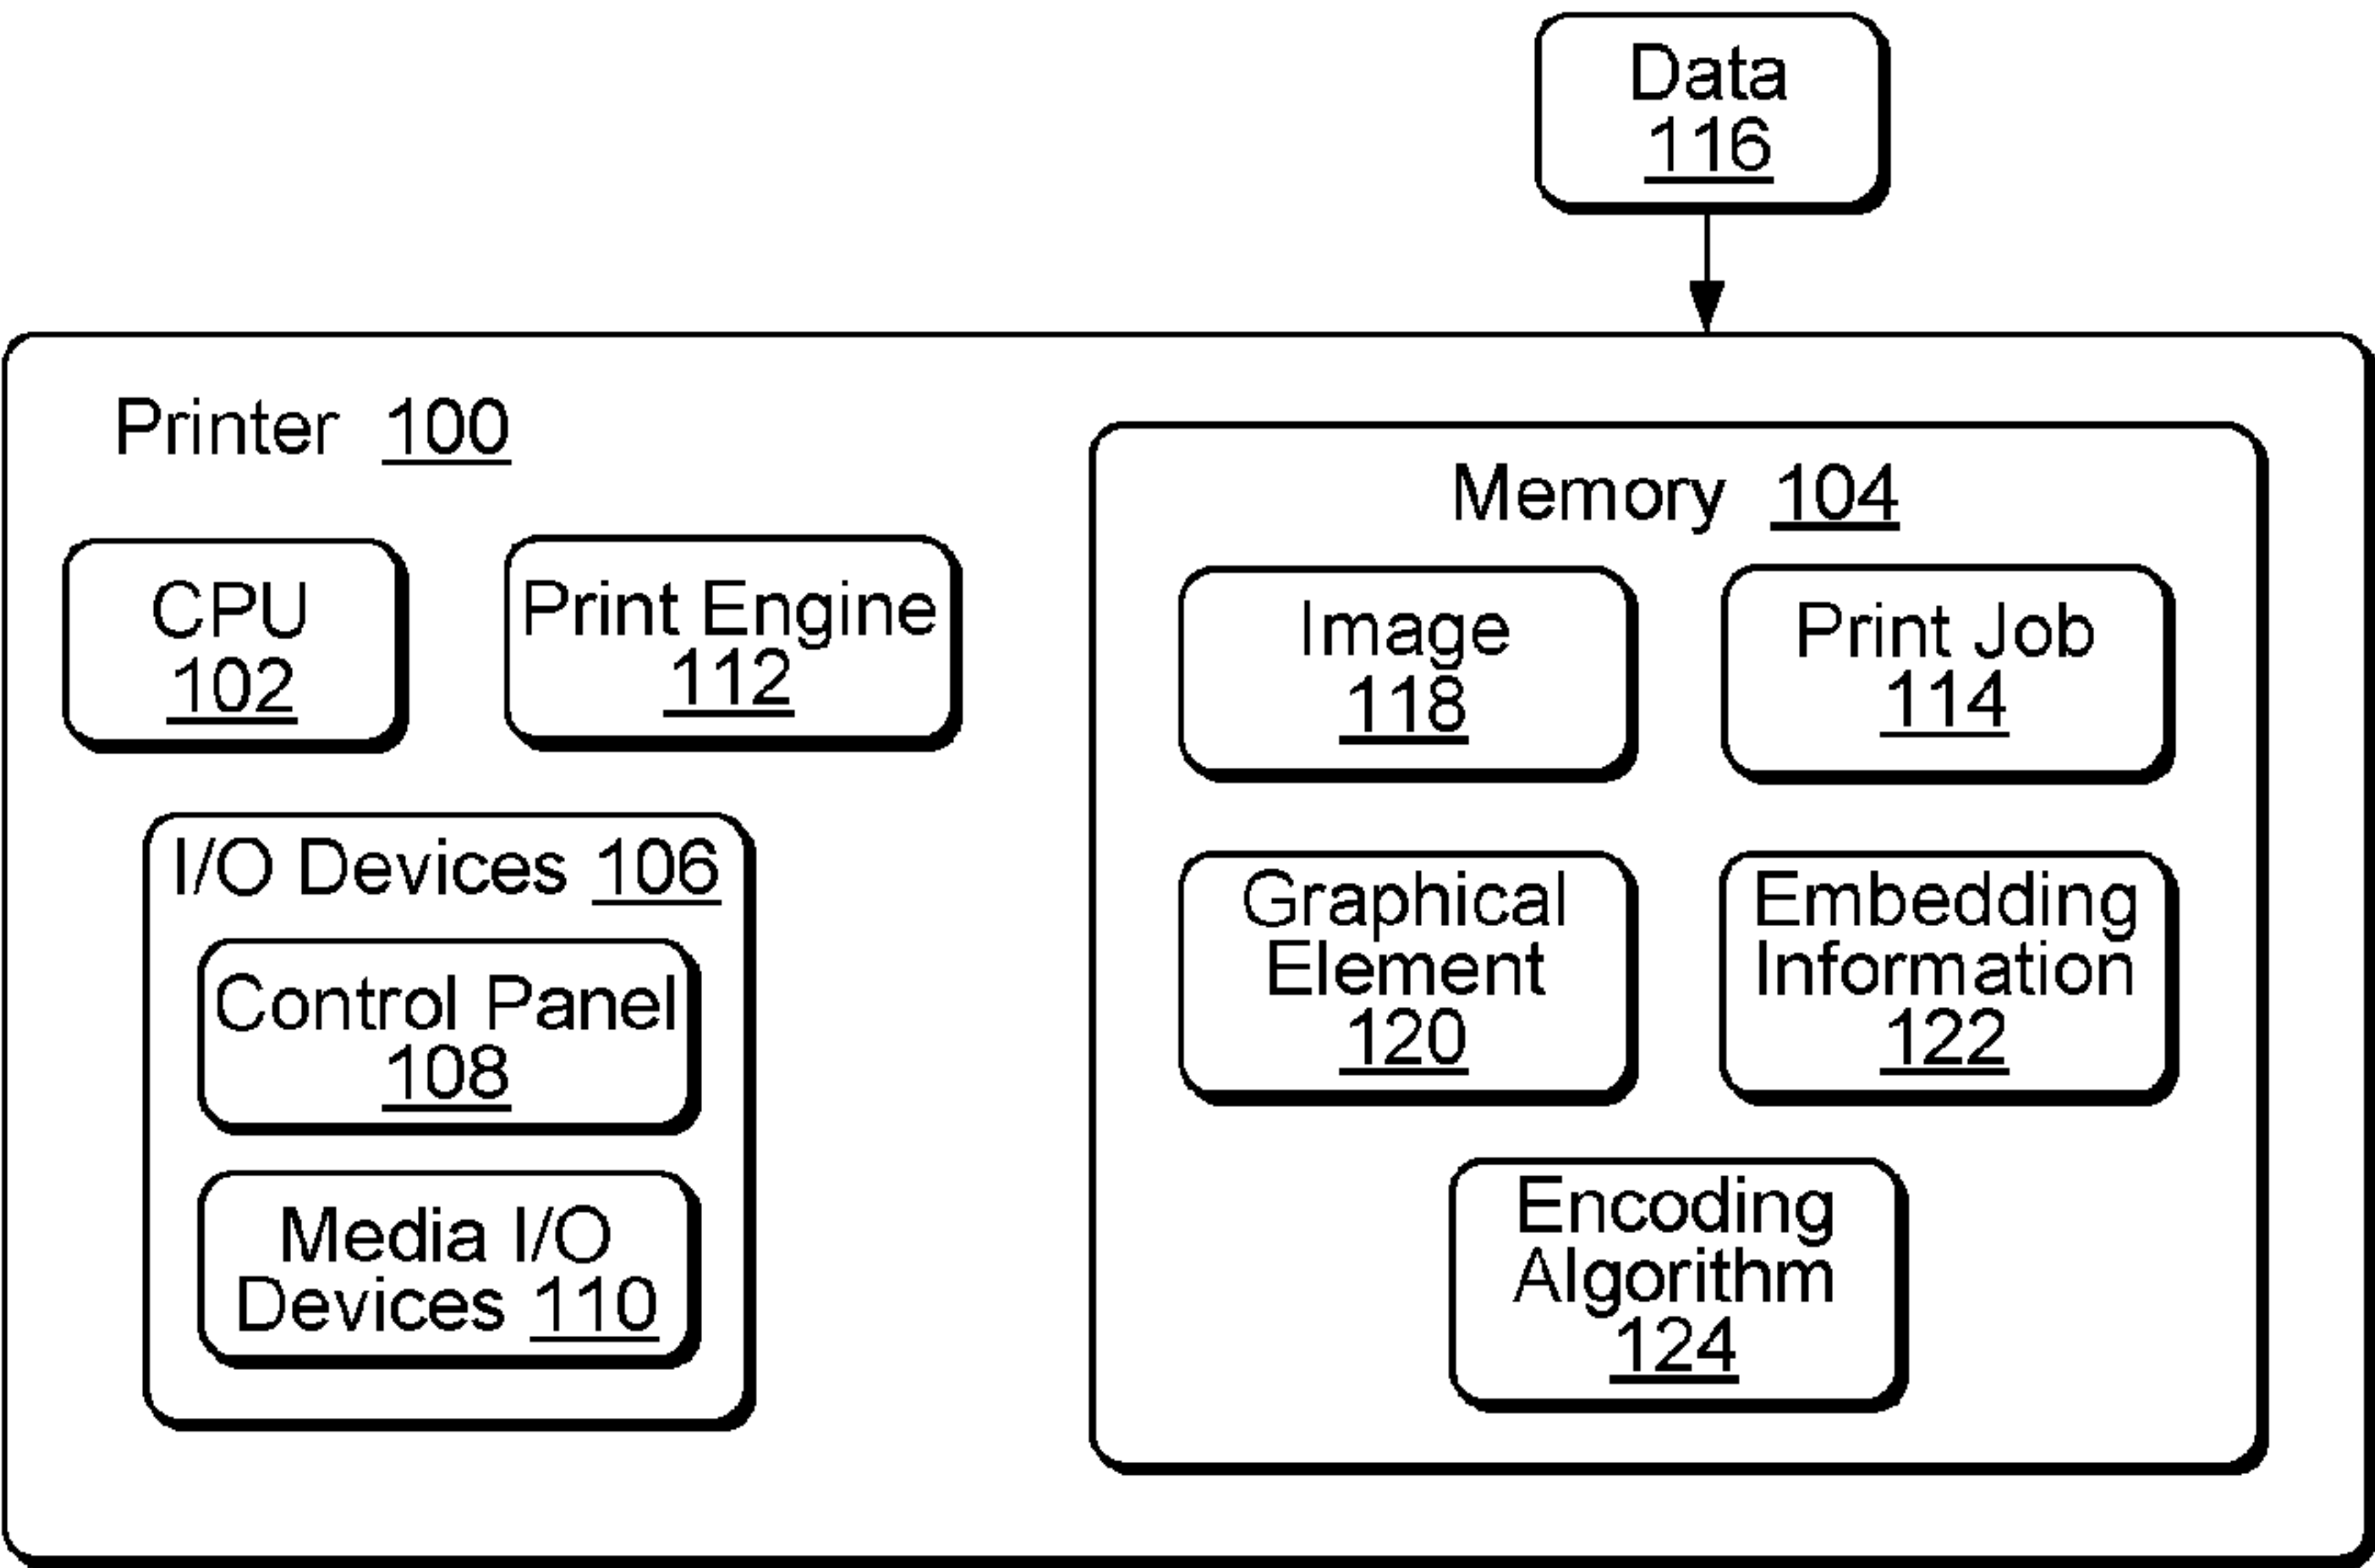 Data
116
Printer 100
Memory 104
CPU
102
Print Engine
112
Image
118
Print Job
114
I/O Devices 106
Control Panel
108
Media I/O
Devices 110
Graphical
Element
120
Embedding
Information
122
Encoding
Algorithm
124